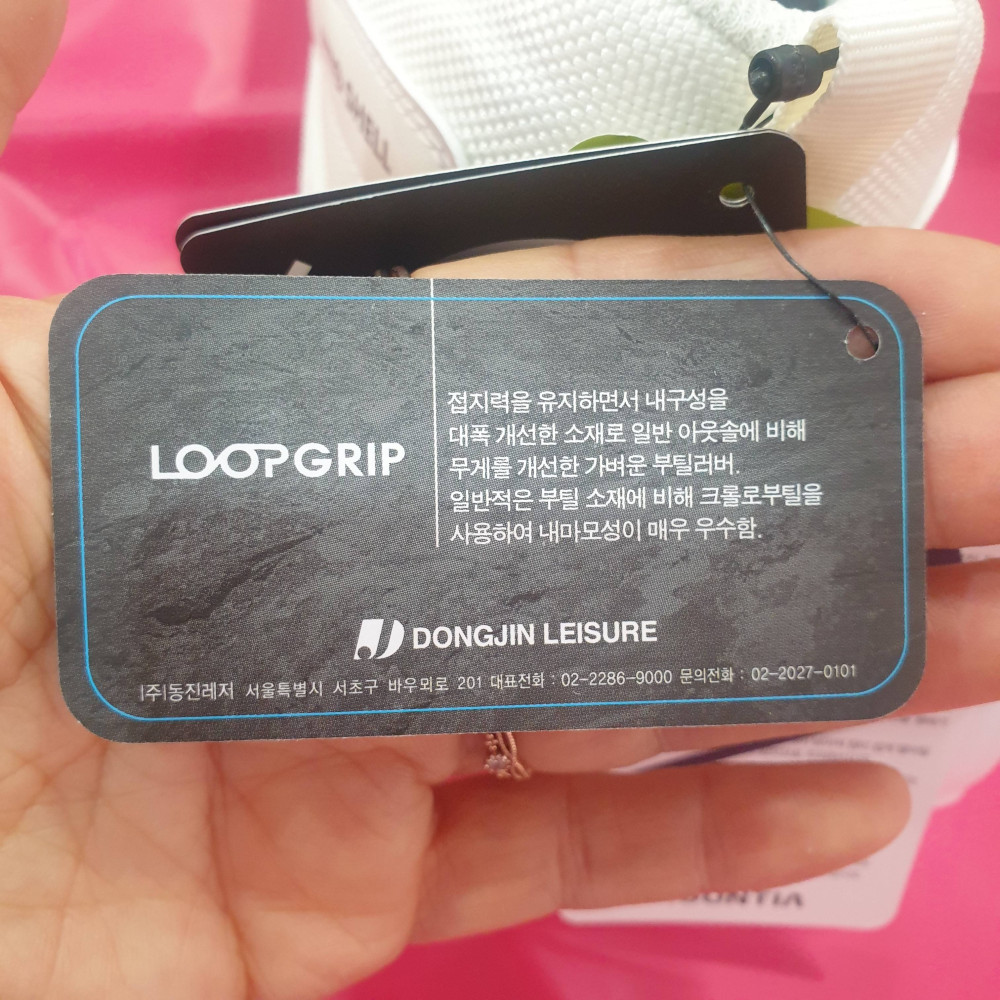 SHELL
LOOPGRIP
접지력을 유지하면서 내구성을
대폭 개선한 소재로 일반 아웃솔에 비해
무게를 개선한 가벼운 부틸러버.
일반적은 부틸 소재에 비해 크롤로부틸을
사용하여 내마모성이 매우 우수함.
DONGJIN LEISURE
(주)동진레저 서울특별시 서초구 바우뫼로 201 대표전화 : 02-2286-9000 문의전화 : 02-2027-0101